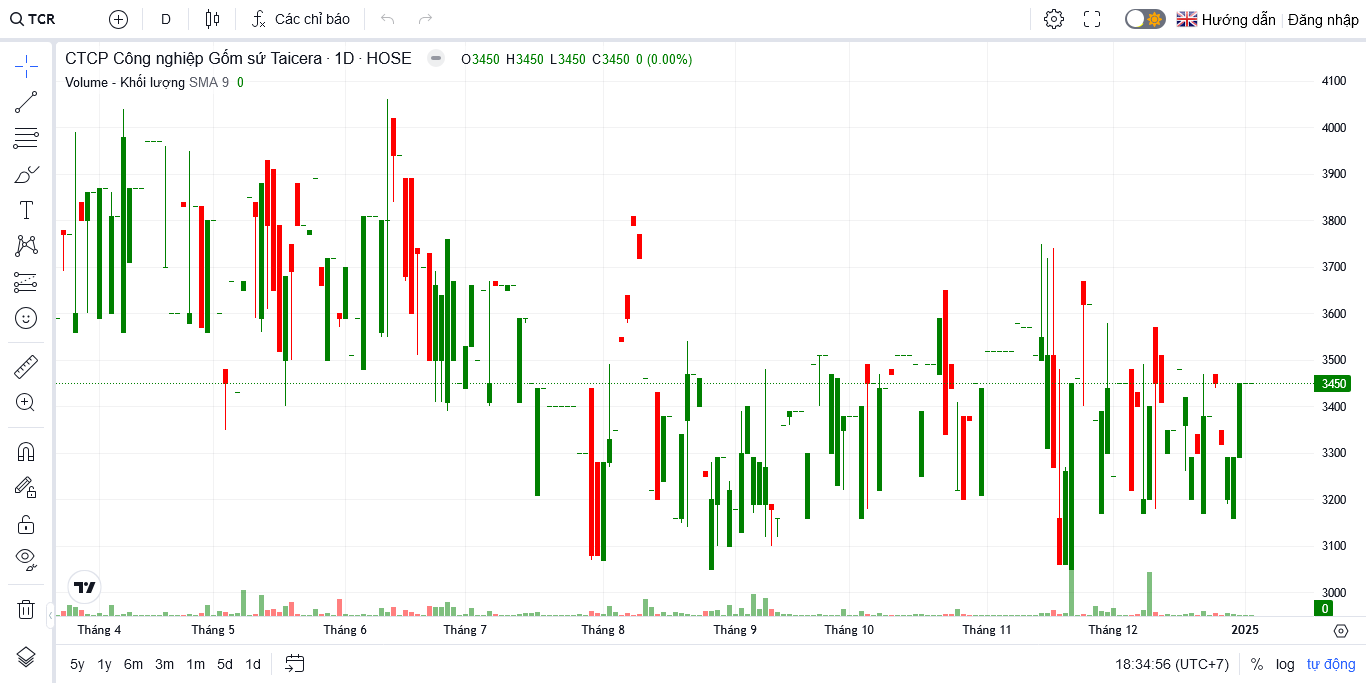 TCR D Các chỉ báo Hướng dẫn Đăng nhập
CTCP Công nghiệp Gốm sứ Taicera · 1D · HOSE O3450 H3450 L3450 C3450 0 (0.00%)
Volume - Khối lượng SMA 9 0
4100
4000
3900
3800
3700
3600
3500
3450
3400
3300
3200
3100
3000
0
Tháng 4 Tháng 5 Tháng 6 Tháng 7 Tháng 8 Tháng 9 Tháng 10 Tháng 11 Tháng 12 2025
5y 1y 6m 3m 1m 5d 1d 18:34:56 (UTC+7) % log tự động